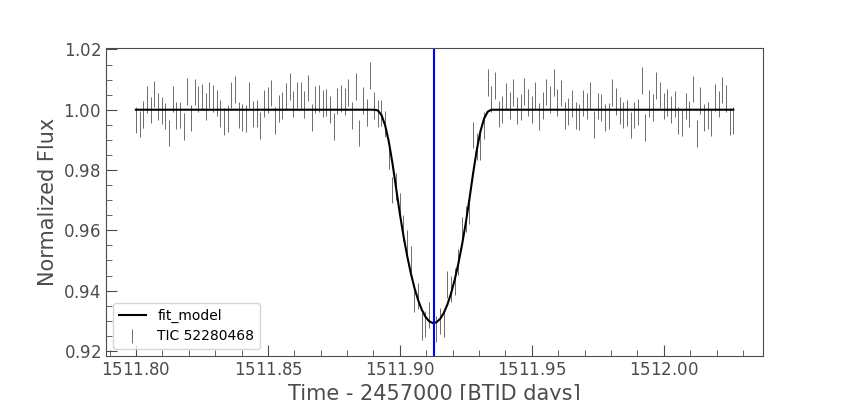 1.02
1.00
0.98
0.96
0.94
0.92
Normalized Flux
fit_model
TIC 52280468
1511.80 1511.85 1511.90 1511.95 1512.00
Time - 2457000 [BTJD days]